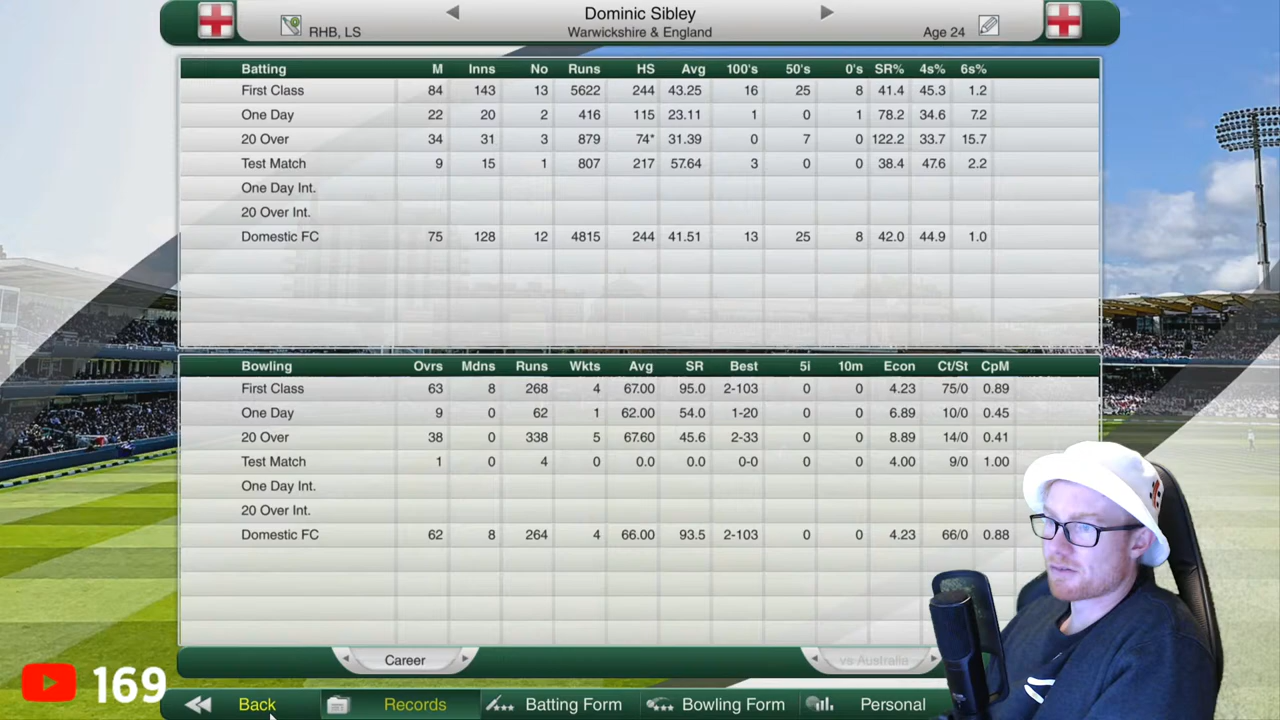 Dominic Sibley
RHB, LS Warwickshire & England Age 24
Batting M Inns No Runs HS Avg 100's 50's 0's SR% 4s% 6s%
First Class 84 143 13 5622 244 43.25 16 25 8 41.4 45.3 1.2
One Day 22 20 2 416 115 23.11 1 0 1 78.2 34.6 7.2
20 Over 34 31 3 879 74* 31.39 0 7 0 122.2 33.7 15.7
Test Match 9 15 1 807 217 57.64 3 0 0 38.4 47.6 2.2
One Day Int.
20 Over Int.
Domestic FC 75 128 12 4815 244 41.51 13 25 8 42.0 44.9 1.0
Bowling Ovrs Mdns Runs Wkts Avg SR Best 5i 10m Econ Ct/St CpM
First Class 63 8 268 4 67.00 95.0 2-103 0 0 4.23 75/0 0.89
One Day 9 0 62 1 62.00 54.0 1-20 0 0 6.89 10/0 0.45
20 Over 38 0 338 5 67.60 45.6 2-33 0 0 8.89 14/0 0.41
Test Match 1 0 4 0 0.0 0.0 0-0 0 0 4.00 9/0 1.00
One Day Int.
20 Over Int.
Domestic FC 62 8 264 4 66.00 93.5 2-103 0 0 4.23 66/0 0.88
Career vs Australia
169 Back Records Batting Form Bowling Form Personal